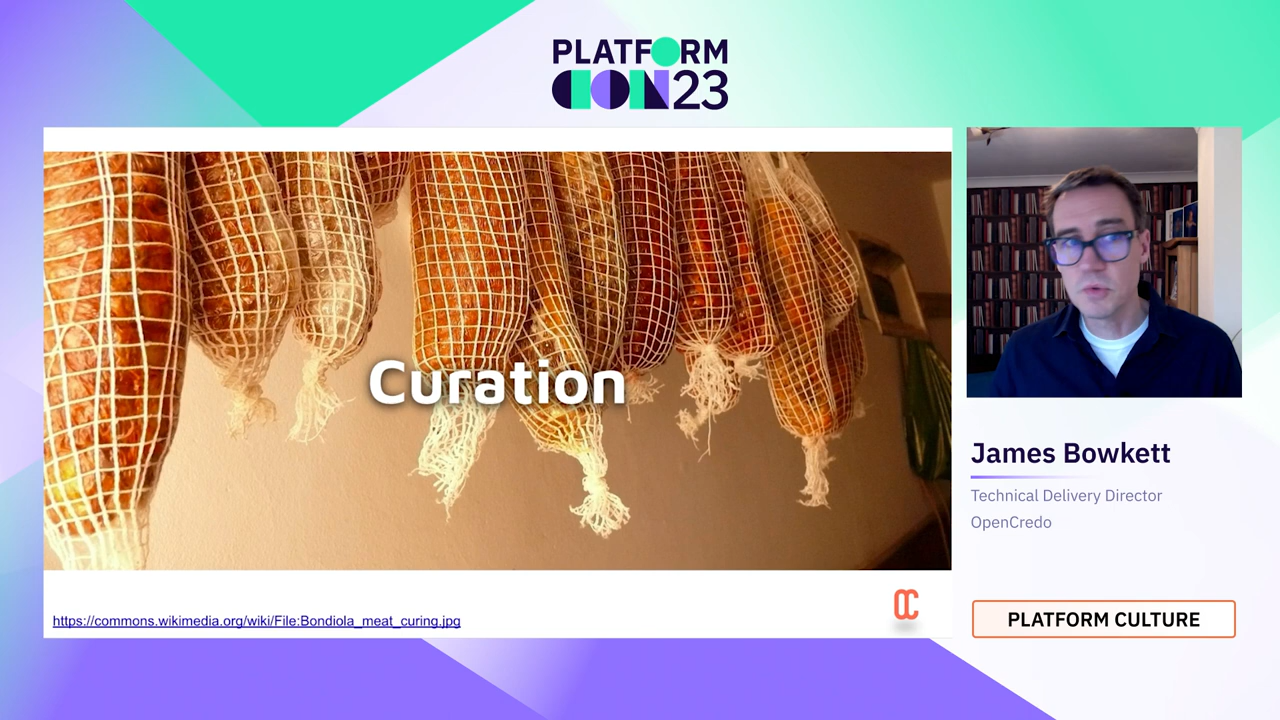 PLATFORM
CON23
Curation
https://commons.wikimedia.org/wiki/File:Bondiola_meat_curing.jpg
James Bowkett
Technical Delivery Director
OpenCredo
PLATFORM CULTURE